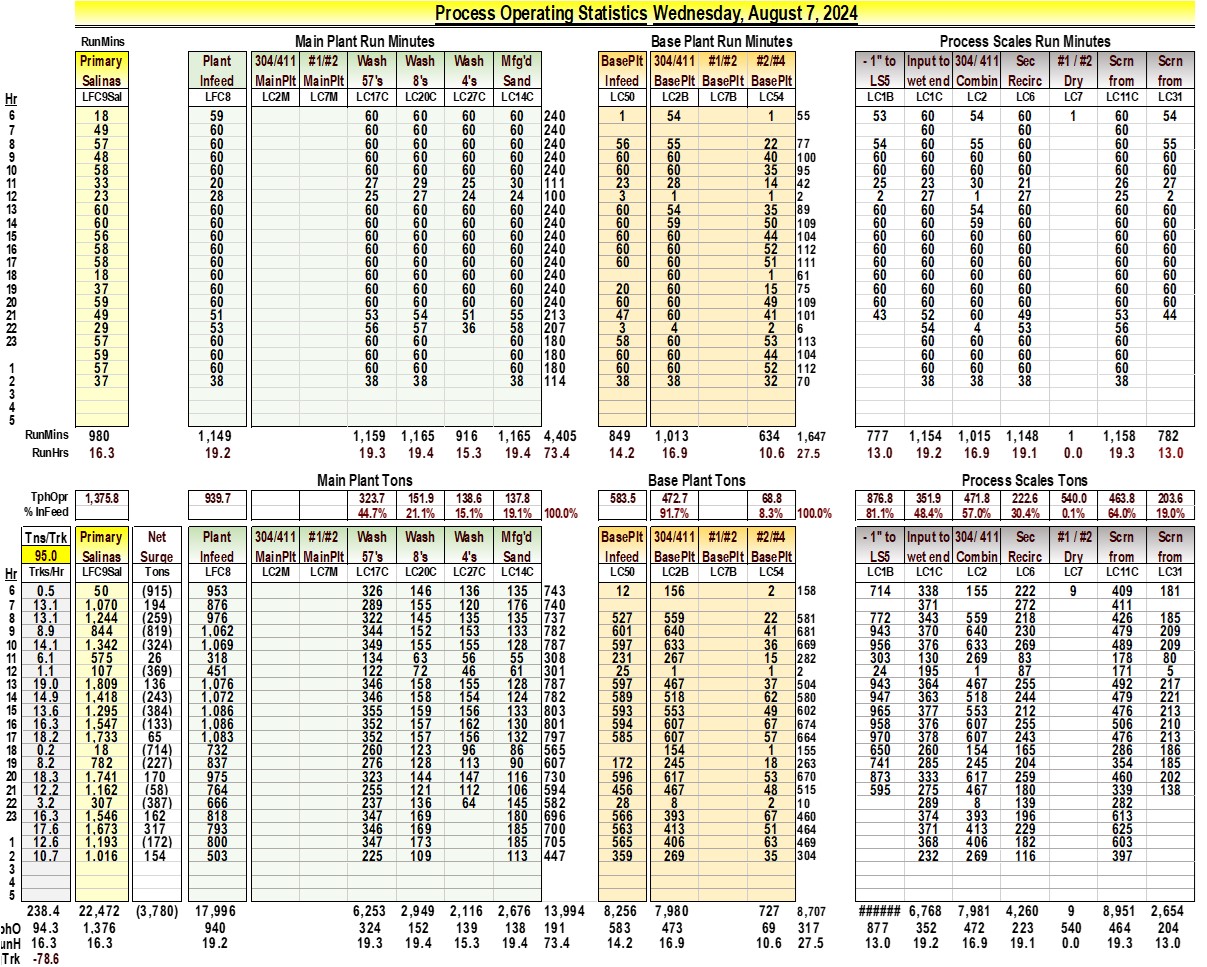 Process Operating Statistics Wednesday, August 7, 2024
RunMins Main Plant Run Minutes Base Plant Run Minutes Process Scales Run Minutes
Primary Plant 304/411 #1/#2 Wash Wash Wash Mfg'd BasePlt 304/411 #1/#2 #2/#4 - 1" to Input to 304/ 411 Sec #1 / #2 Scrn Scrn
Salinas Infeed MainPlt MainPlt 57's 8's 4's Sand Infeed BasePlt BasePlt BasePlt LS5 wet end Combin Recirc Dry from from
Hr LFC9Sal LFC8 LC2M LC7M LC17C LC20C LC27C LC14C LC50 LC2B LC7B LC54 LC1B LC1C LC2 LC6 LC7 LC11C LC31
6 18 59 60 60 60 60 240 1 54 1 55 53 60 54 60 1 60 54
7 49 60 60 60 60 60 240 60 60 60
8 57 60 60 60 60 60 240 56 55 22 77 54 60 55 60 60 55
9 48 60 60 60 60 60 240 60 60 40 100 60 60 60 60 60 60
10 58 60 60 60 60 60 240 60 60 35 95 60 60 60 60 60 60
11 33 20 27 29 25 30 111 23 28 14 42 25 23 30 21 26 27
12 23 28 25 27 24 24 100 3 1 1 2 2 27 1 27 25 2
13 60 60 60 60 60 60 240 60 54 35 89 60 60 54 60 60 60
14 60 60 60 60 60 60 240 60 59 50 109 60 60 59 60 60 60
15 56 60 60 60 60 60 240 60 60 44 104 60 60 60 60 60 60
16 58 60 60 60 60 60 240 60 60 52 112 60 60 60 60 60 60
17 58 60 60 60 60 60 240 60 60 51 111 60 60 60 60 60 60
18 18 60 60 60 60 60 240 60 1 61 60 60 60 60 60 60
19 37 60 60 60 60 60 240 20 60 15 75 60 60 60 60 60 60
20 59 60 60 60 60 60 240 60 60 49 109 60 60 60 60 60 60
21 49 51 53 54 51 55 213 47 60 41 101 43 52 60 49 53 44
22 29 53 56 57 36 58 207 3 4 2 6 54 4 53 56
23 57 60 60 60 60 180 58 60 53 113 60 60 60 60
59 60 60 60 60 180 60 60 44 104 60 60 60 60
1 57 60 60 60 60 180 60 60 52 112 60 60 60 60
2 37 38 38 38 38 114 38 38 32 70 38 38 38 38
3
4
5
RunMins 980 1,149 1,159 1,165 916 1,165 4,405 849 1,013 634 1,647 777 1,154 1,015 1,148 1 1,158 782
RunHrs 16.3 19.2 19.3 19.4 15.3 19.4 73.4 14.2 16.9 10.6 27.5 13.0 19.2 16.9 19.1 0.0 19.3 13.0
Main Plant Tons Base Plant Tons Process Scales Tons
TphOpr 1,375.8 939.7 323.7 151.9 138.6 137.8 583.5 472.7 68.8 876.8 351.9 471.8 222.6 540.0 463.8 203.6
% InFeed 44.7% 21.1% 15.1% 19.1% 100.0% 91.7% 8.3% 100.0% 81.1% 48.4% 57.0% 30.4% 0.1% 64.0% 19.0%
Tns/Trk Primary Net Plant 304/411 #1/#2 Wash Wash Wash Mfg'd BasePlt 304/411 #1/#2 #2/#4 - 1" to Input to 304/ 411 Sec #1 / #2 Scrn Scrn
95.0 Salinas Surge Infeed MainPlt MainPlt 57's 8's 4's Sand Infeed BasePlt BasePlt BasePlt LS5 wet end Combin Recirc Dry from from
Hr Trks/Hr LFC9Sal Tons LFC8 LC2M LC7M LC17C LC20C LC27C LC14C LC50 LC2B LC7B LC54 LC1B LC1C LC2 LC6 LC7 LC11C LC31
6 0.5 50 (915) 953 326 146 136 135 743 12 156 2 158 714 338 155 222 9 409 181
7 13.1 1,070 194 876 289 155 120 176 740 371 272 411
8 13.1 1,244 (259) 976 322 145 135 135 737 527 559 22 581 772 343 559 218 426 185
9 8.9 844 (819) 1,062 344 152 153 133 782 601 640 41 681 943 370 640 230 479 209
10 14.1 1,342 (324) 1,069 349 155 155 128 787 597 633 36 669 943 376 633 269 489 209
11 6.1 575 26 318 134 63 56 55 308 231 267 15 282 303 130 269 83 178 80
12 1.1 107 (369) 451 122 72 46 61 301 25 1 1 2 24 195 1 87 171 5
13 19.0 1,809 136 1,076 346 158 155 128 787 597 467 37 504 943 364 467 255 492 217
14 14.9 1,418 (243) 1,072 346 158 154 124 782 589 518 62 580 947 363 518 244 479 221
15 13.6 1,295 (384) 1,086 355 159 156 133 803 593 553 49 602 965 377 553 212 476 213
16 16.3 1,547 (133) 1,086 352 157 162 130 801 594 607 67 674 958 376 607 255 506 210
17 18.2 1,733 65 1,083 352 157 156 132 797 585 607 57 664 970 378 607 243 476 213
18 0.2 18 (714) 732 260 123 96 86 565 154 1 155 650 260 154 165 286 186
19 8.2 782 (227) 837 276 128 113 90 607 172 245 18 263 741 285 245 204 354 185
20 18.3 1,741 170 975 323 144 147 116 730 596 617 53 670 873 333 617 259 460 202
21 12.2 1,162 (58) 764 255 121 112 106 594 456 467 48 515 595 275 467 180 339 138
22 3.2 307 (387) 666 237 136 64 145 582 28 8 2 10 289 8 139 282
23 16.3 1,546 162 818 347 169 180 696 566 393 67 460 374 393 196 613
17.6 1,673 317 793 346 169 185 700 563 413 51 464 371 413 229 625
1 12.6 1,193 (172) 800 347 173 185 705 565 406 63 469 368 406 182 603
2 10.7 1,016 154 503 225 109 113 447 359 269 35 304 232 269 116 397
3
4
5
238.4 22,472 (3,780) 17,996 6,253 2,949 2,116 2,676 13,994 8,256 7,980 727 8,707 ###### 6,768 7,981 4,260 9 8,951 2,654
phO 94.3 1,376 940 324 152 139 138 191 583 473 69 317 877 352 472 223 540 464 204
unH 16.3 16.3 19.2 19.3 19.4 15.3 19.4 73.4 14.2 16.9 10.6 27.5 13.0 19.2 16.9 19.1 0.0 19.3 13.0
Trk -78.6